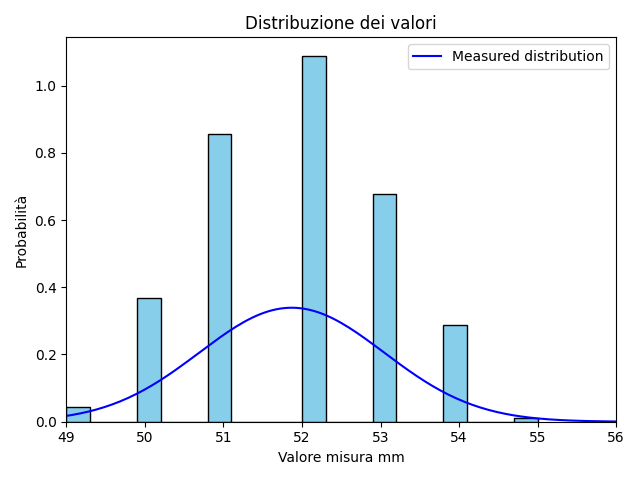 Distribuzione dei valori
Measured distribution
Probabilità
1.0
0.8
0.6
0.4
0.2
0.0
49 50 51 52 53 54 55 56
Valore misura mm